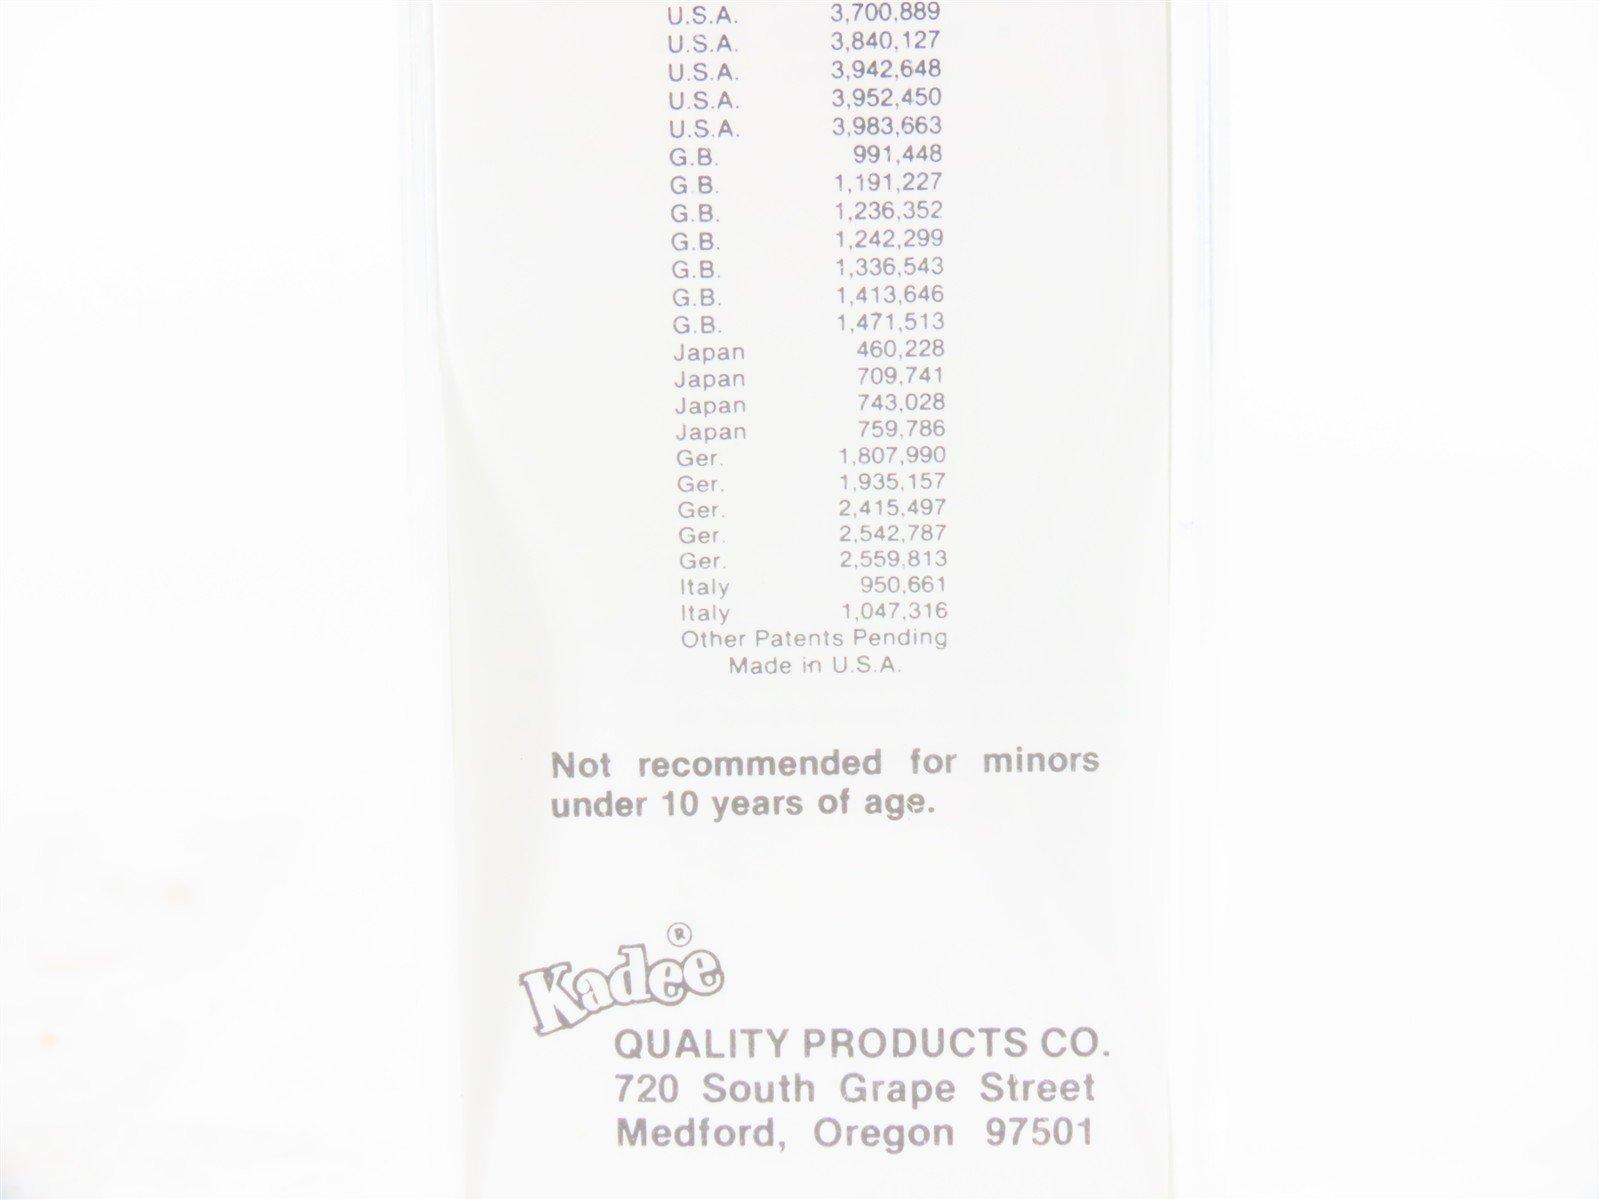 U.S.A. 3,700,889
U.S.A. 3,840,127
U.S.A. 3,942,648
U.S.A. 3,952,450
U.S.A. 3,983,663
G.B. 991,448
G.B. 1,191,227
G.B. 1,236,352
G.B. 1,242,299
G.B. 1,336,543
G.B. 1,413,646
G.B. 1,471,513
Japan 460,228
Japan 709,741
Japan 743,028
Japan 759,786
Ger. 1,807,990
Ger. 1,935,157
Ger. 2,415,497
Ger. 2,542,787
Ger. 2,559,813
Italy 950,661
Italy 1,047,316
Other Patents Pending
Made in U.S.A.
Not recommended for minors
under 10 years of age.
Kadee®
QUALITY PRODUCTS CO.
720 South Grape Street
Medford, Oregon 97501